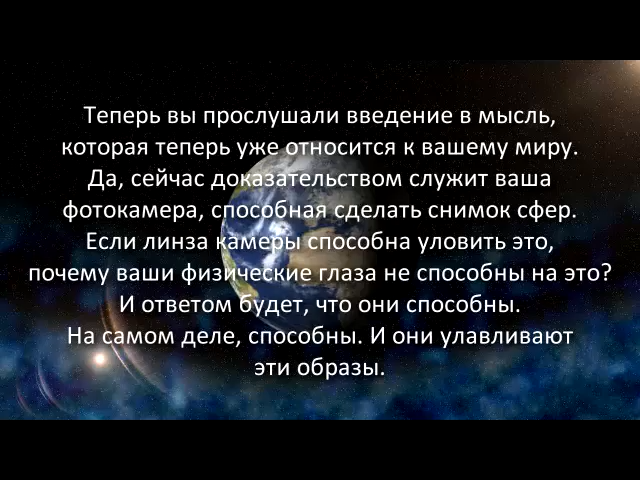 Теперь вы прослушали введение в мысль,
которая теперь уже относится к вашему миру.
Да, сейчас доказательством служит ваша
фотокамера, способная сделать снимок сфер.
Если линза камеры способна уловить это,
почему ваши физические глаза не способны на это?
И ответом будет, что они способны.
На самом деле, способны. И они улавливают
эти образы.